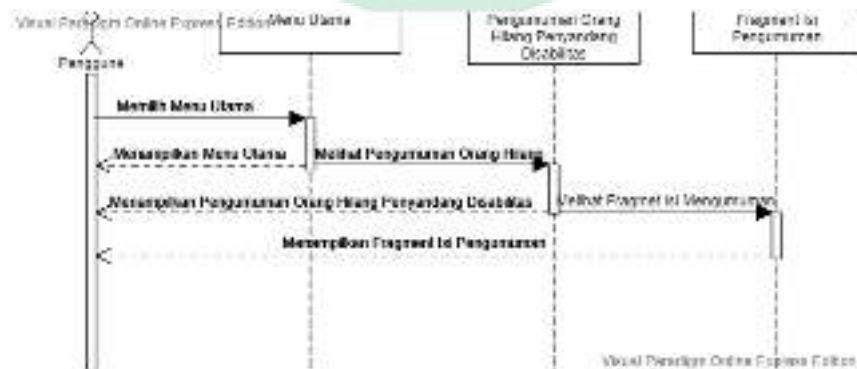 Visual Paradigm Online Express Edition
Menu Utama
Pengumuman Orang
Hilang Penyandang
Disabilitas
Fragment Isi
Pengumuman
Pengguna
Memilih Menu Utama
Menampilkan Menu Utama
Melihat Pengumuman Orang Hilang
Menampilkan Pengumuman Orang Hilang Penyandang Disabilitas
Melihat Fragmet Isi Mengumuman
Menampilkan Fragment Isi Pengumuman
Visual Paradigm Online Express Edition